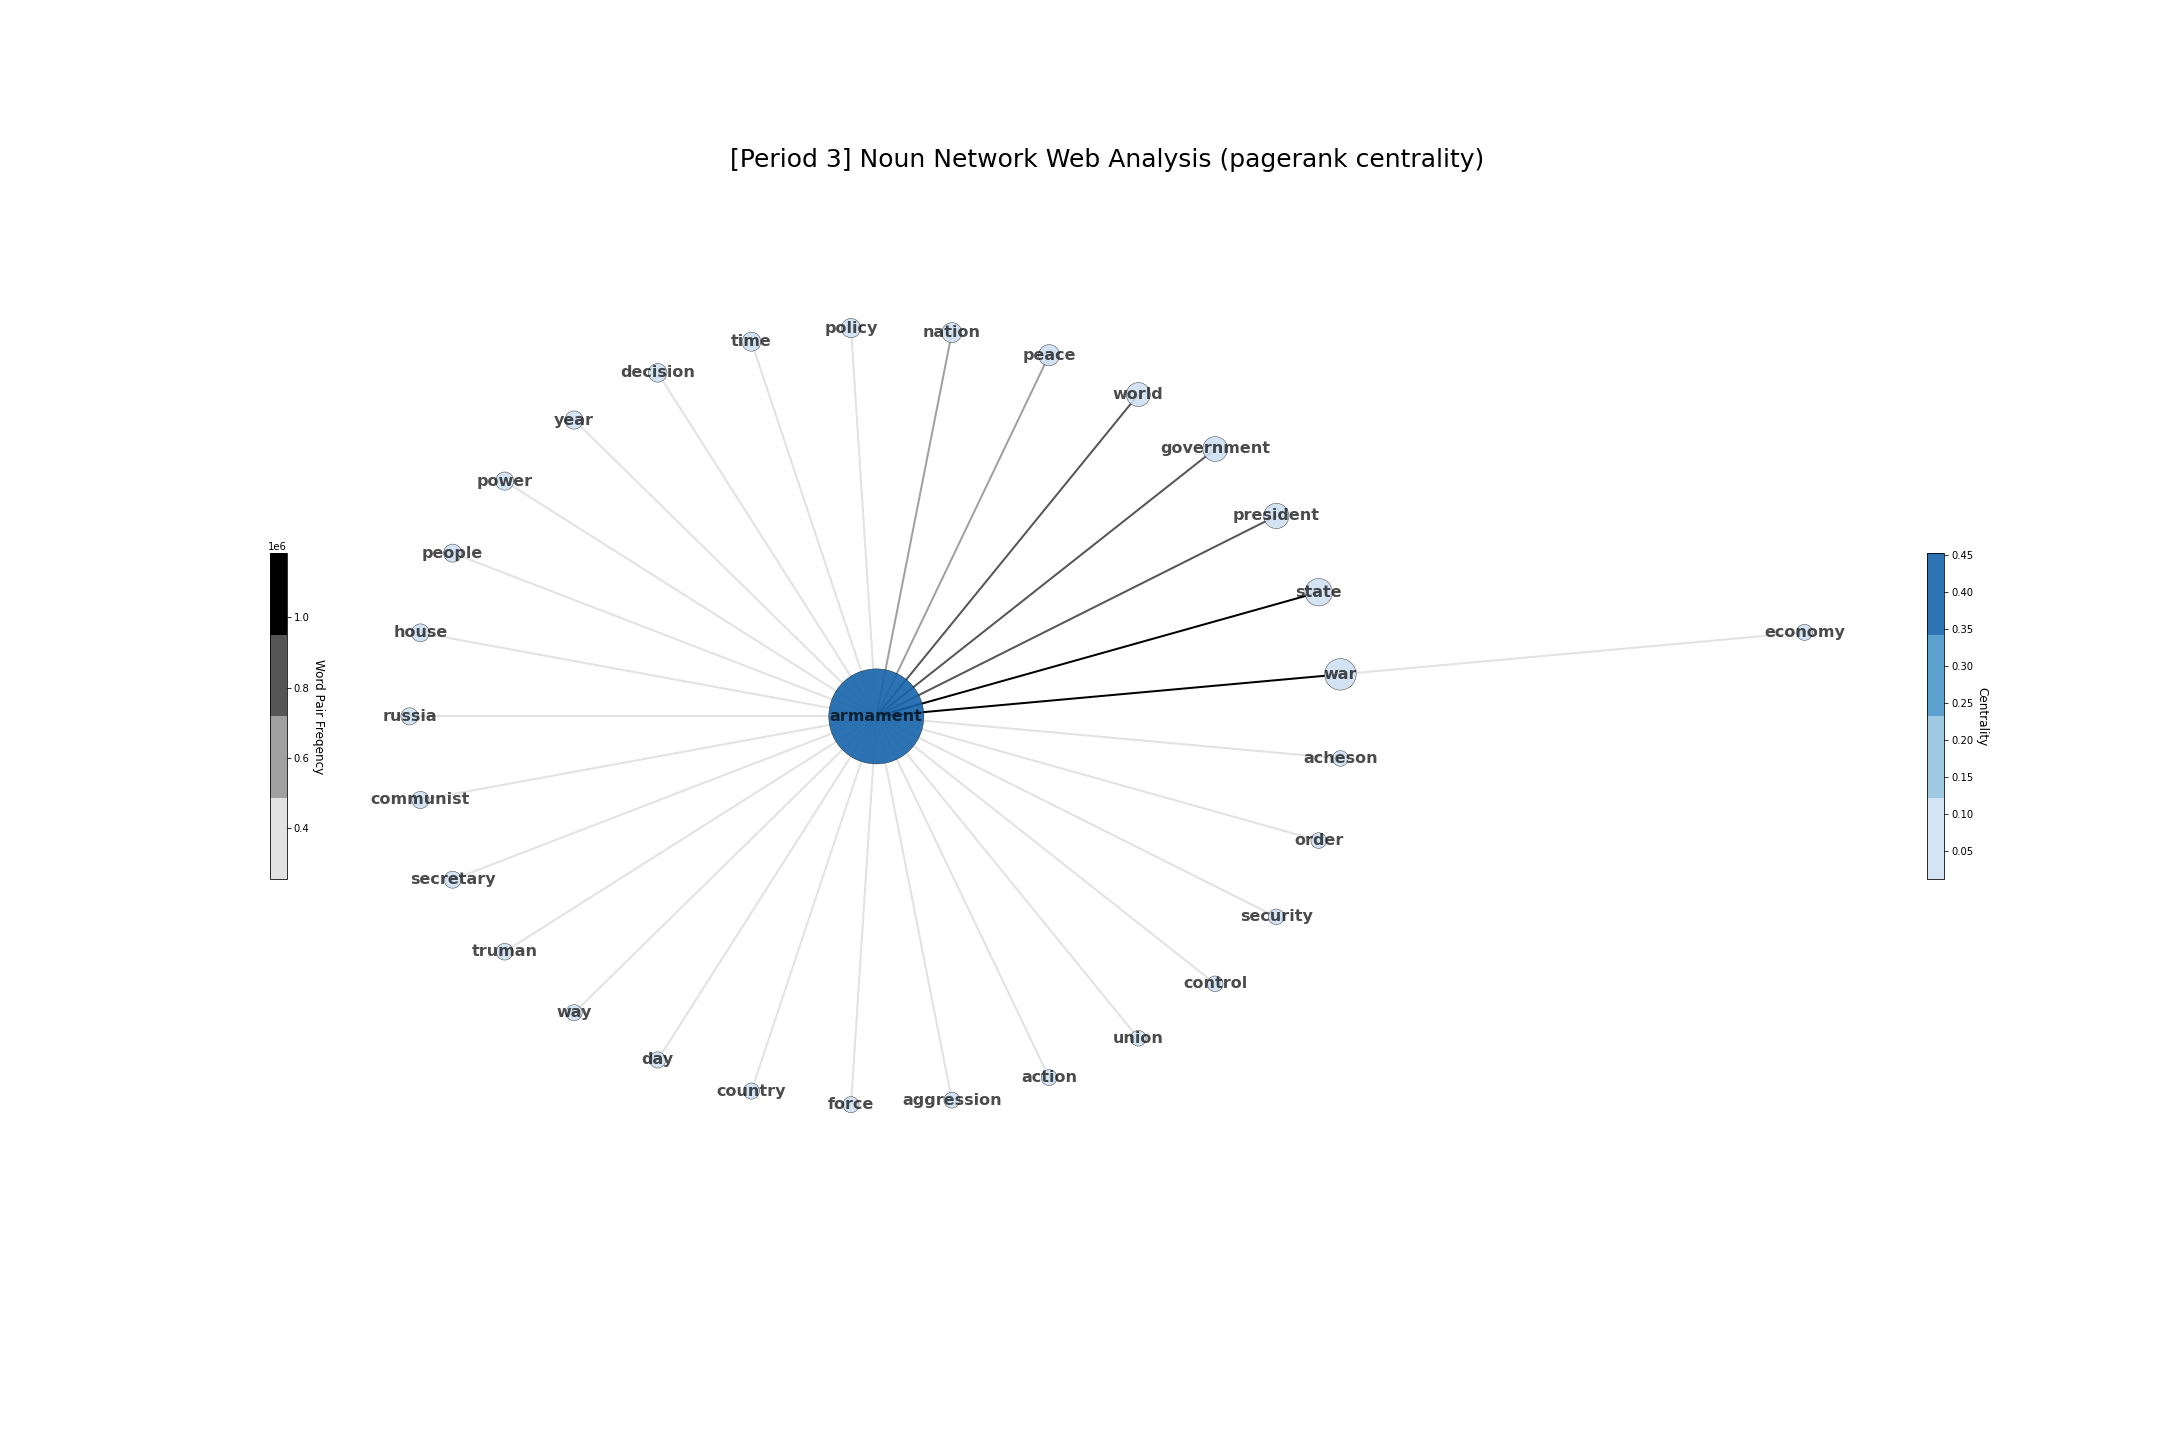 [Period 3] Noun Network Web Analysis (pagerank centrality)
policy
nation
time
peace
decision
world
year
government
power
president
people
state
house
economy
war
russia
armament
acheson
communist
order
secretary
security
truman
control
way
union
day
action
country
force
aggression
1e6
1.0
0.8
0.6
0.4
Word Pair Freqency
0.45
0.40
0.35
0.30
0.25
0.20
0.15
0.10
0.05
Centrality